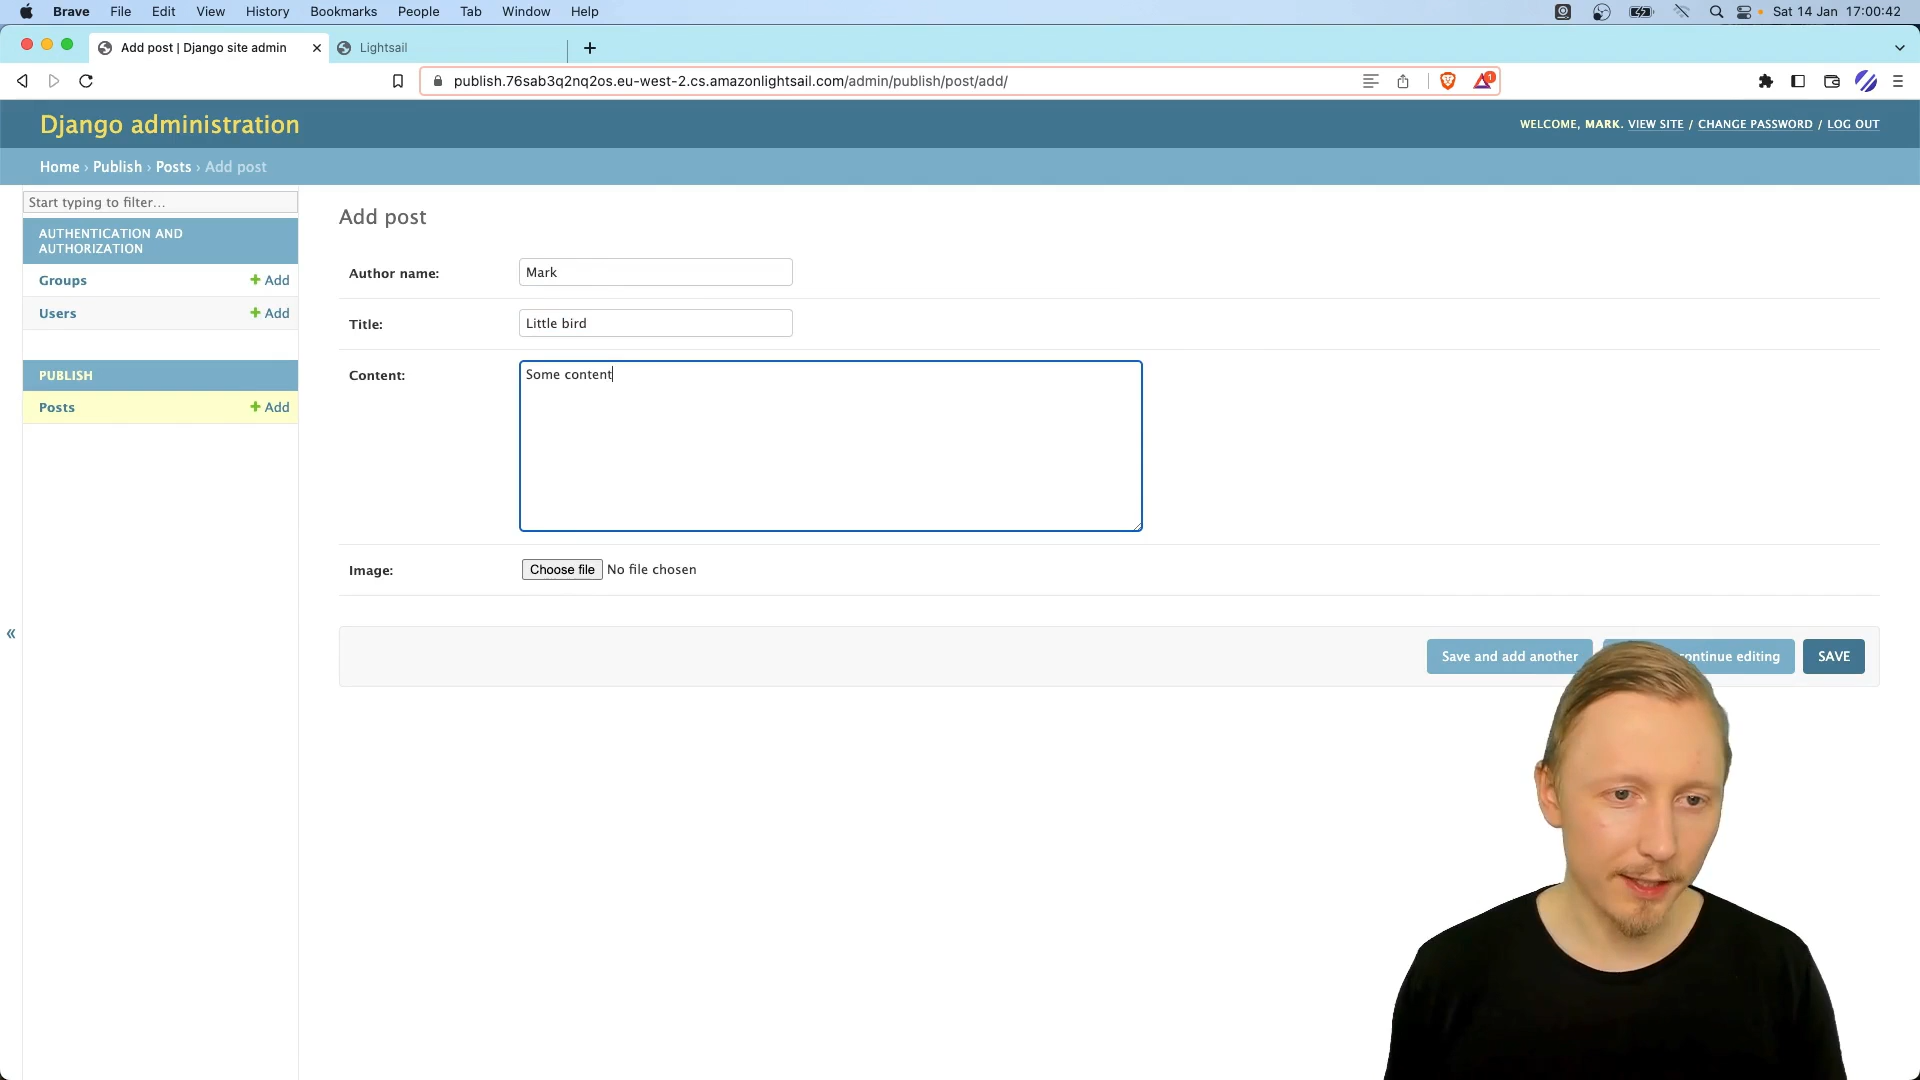 Brave File Edit View History Bookmarks People Tab Window Help Sat 14 Jan 17:00:42
Add post | Django site admin Lightsail
publish.76sab3q2nq2os.eu-west-2.cs.amazonlightsail.com/admin/publish/post/add/ 1
Django administration WELCOME, MARK. VIEW SITE / CHANGE PASSWORD / LOG OUT
Home › Publish › Posts › Add post
Start typing to filter…
AUTHENTICATION AND
AUTHORIZATION
Groups + Add
Users + Add
PUBLISH
Posts + Add
«
Add post
Author name: Mark
Title: Little bird
Content: Some content
Image: Choose file No file chosen
Save and add another continue editing SAVE